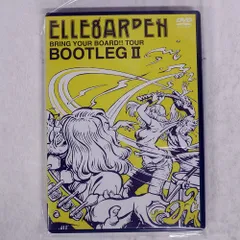 ELLEGARDEN
BRING YOUR BOARD!! TOUR
BOOTLEG II
DVD